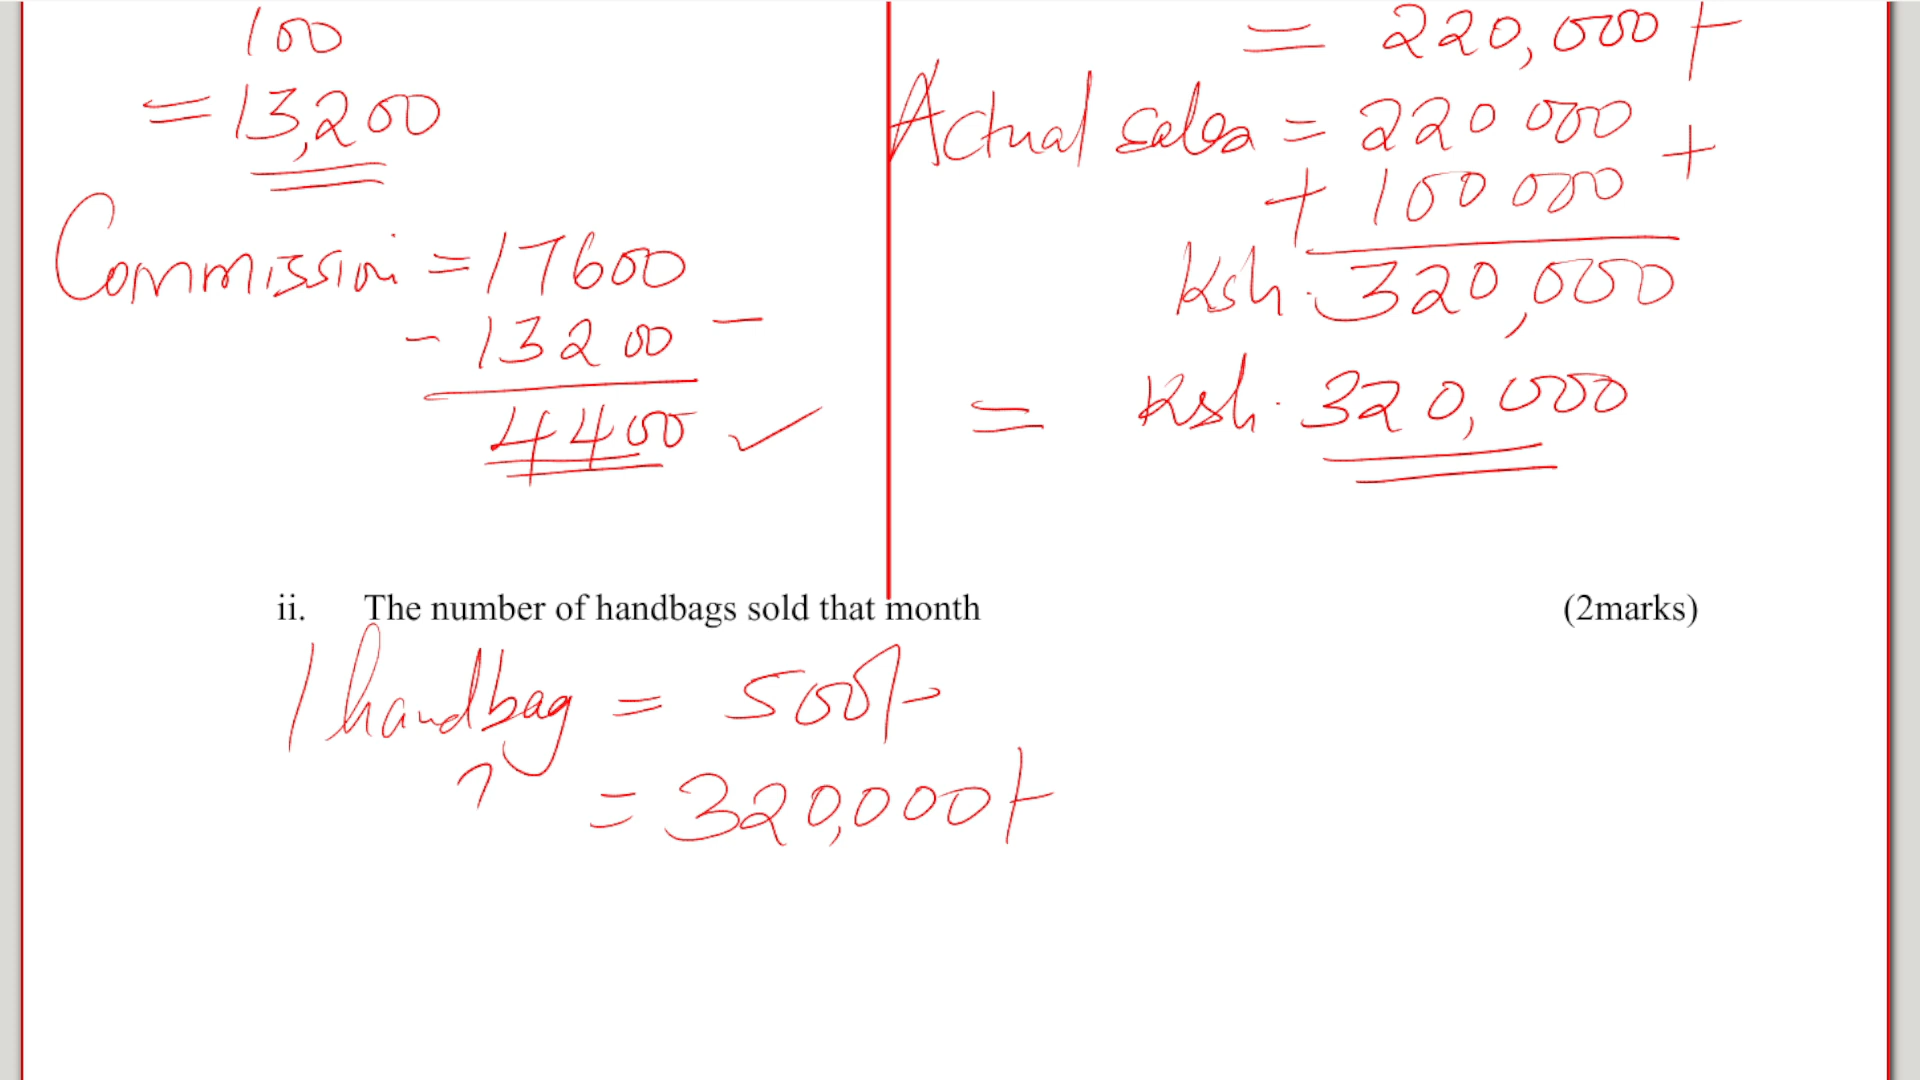 100
= 13,200
Commission = 17600
- 13200 -
4400 ✓
= 220,000/-
Actual sales = 220 000
+ 100 000 +
Ksh. 320,000
= Ksh. 320,000
ii. The number of handbags sold that month (2marks)
1 handbag = 500/-
? = 320,000/-